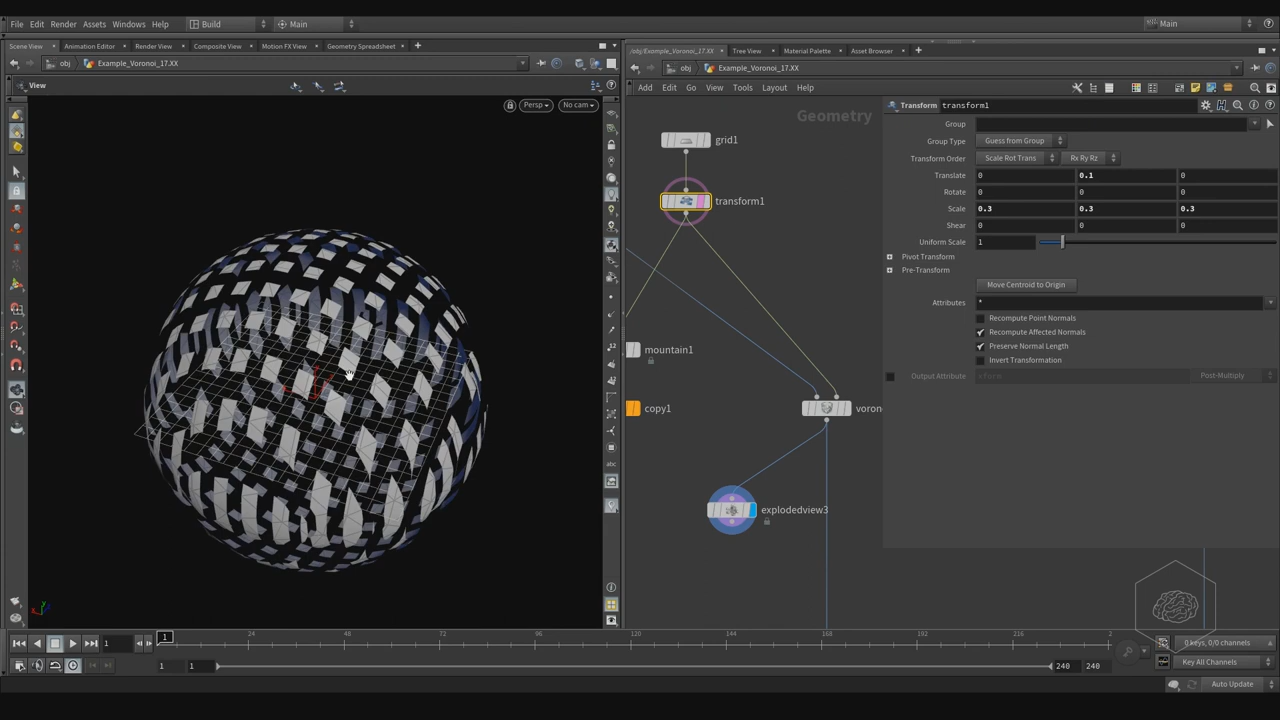 File Edit Render Assets Windows Help Build Main Main
Scene View Animation Editor Render View Composite View Motion FX View Geometry Spreadsheet
/obj/Example_Voronoi_17.XX Tree View Material Palette Asset Browser
obj Example_Voronoi_17.XX
obj Example_Voronoi_17.XX
View
Add Edit Go View Tools Layout Help
Persp No cam
Geometry
Transform transform1
Group
Group Type Guess from Group
Transform Order Scale Rot Trans Rx Ry Rz
Translate 0 0.1 0
Rotate 0 0 0
Scale 0.3 0.3 0.3
Shear 0 0 0
Uniform Scale 1
Pivot Transform
Pre-Transform
Move Centroid to Origin
Attributes *
Recompute Point Normals
Recompute Affected Normals
Preserve Normal Length
Invert Transformation
Output Attribute xform Post-Multiply
grid1
transform1
mountain1
copy1
voron
explodedview3
abc
1 1 24 48 72 96 120 144 168 192 216 2
0 keys, 0/0 channels
1 1 240 240
Key All Channels
Auto Update